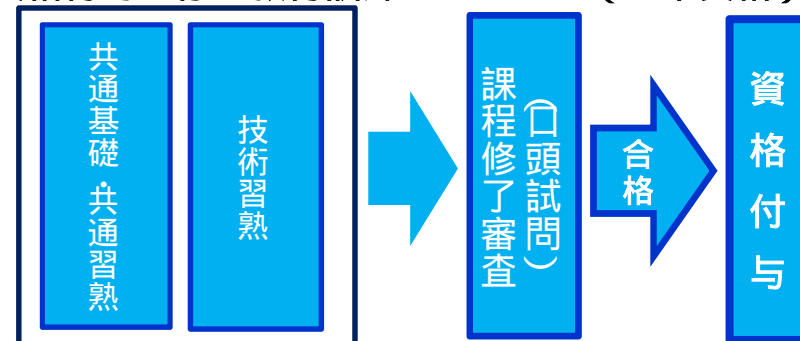 共通基礎・共通習熟
技術習熟
課程修了審査
（口頭試問）
合格
資格付与